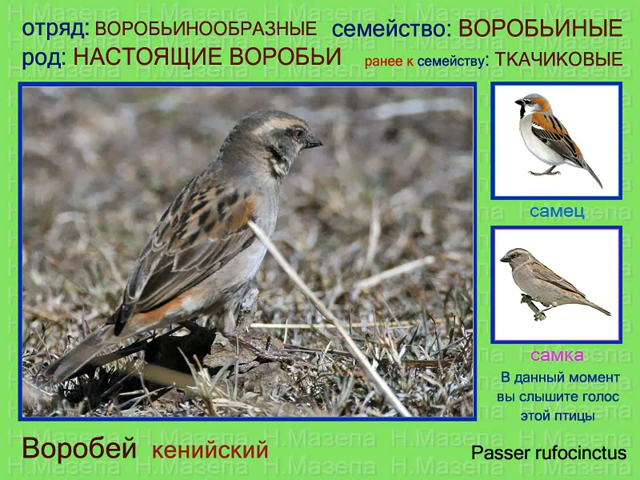 отряд: ВОРОБЬИНООБРАЗНЫЕ семейство: ВОРОБЬИНЫЕ
род: НАСТОЯЩИЕ ВОРОБЬИ ранее к семейству: ТКАЧИКОВЫЕ
самец
самка
В данный момент
вы слышите голос
этой птицы
Воробей кенийский Passer rufocinctus
Н.Мазепа